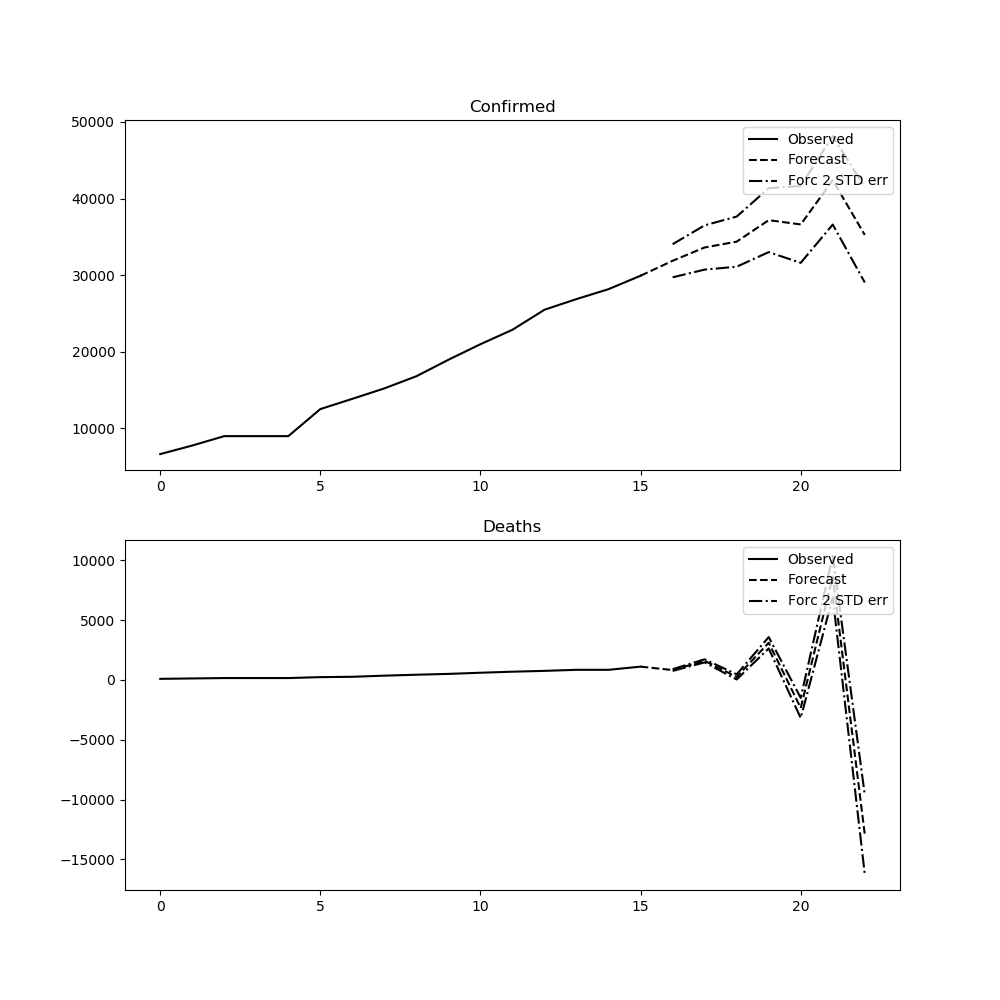 Confirmed
50000
40000
30000
20000
10000
Observed
Forecast
Forc 2 STD err
0 5 10 15 20
Deaths
10000
5000
0
−5000
−10000
−15000
Observed
Forecast
Forc 2 STD err
0 5 10 15 20